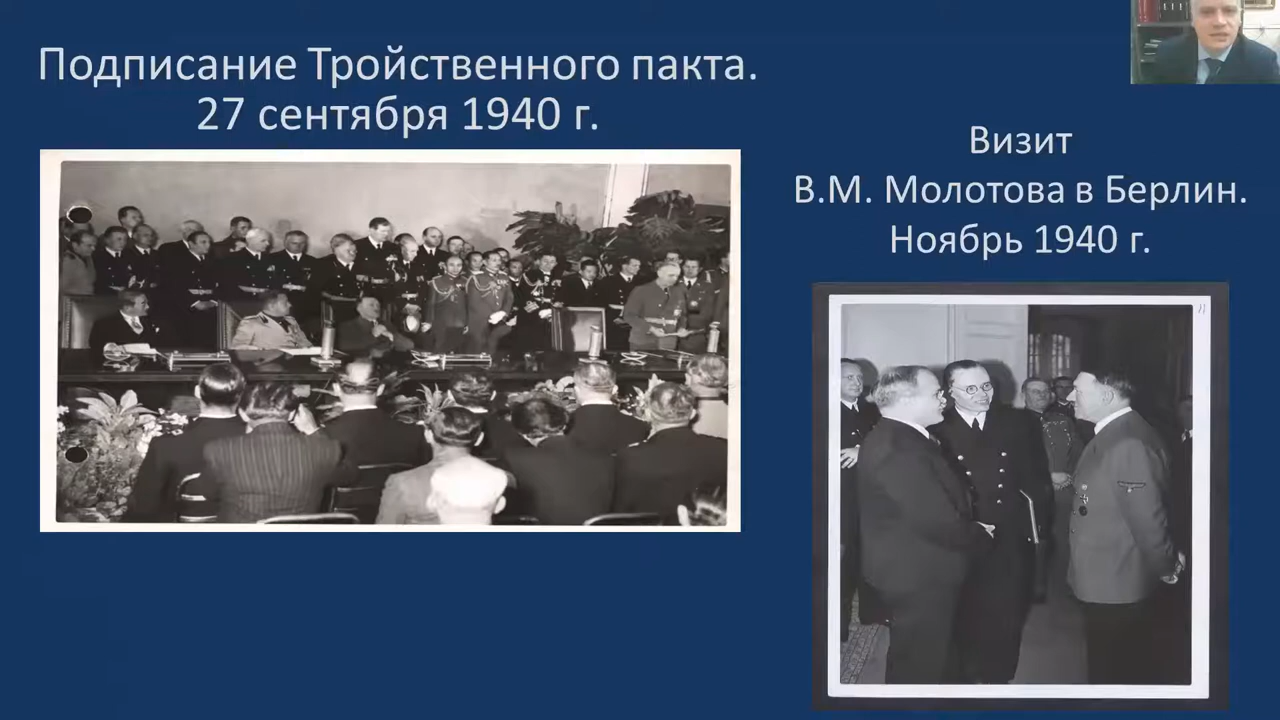 Подписание Тройственного пакта.
27 сентября 1940 г.
Визит
В.М. Молотова в Берлин.
Ноябрь 1940 г.